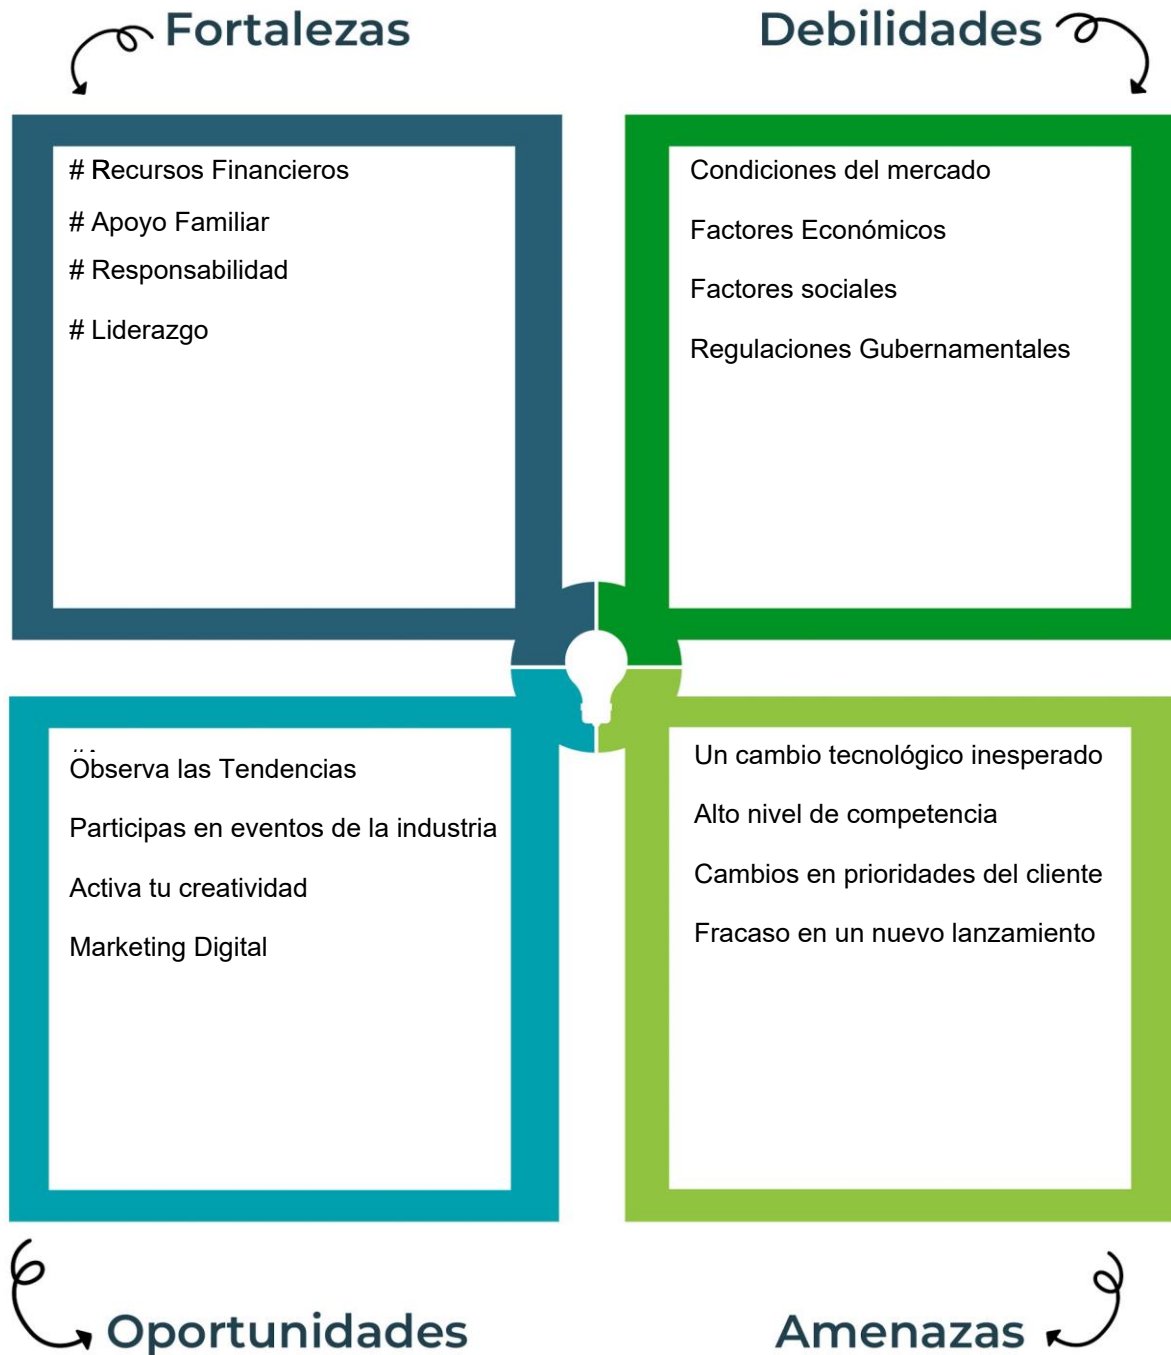 Fortalezas
# Recursos Financieros
# Apoyo Familiar
# Responsabilidad
# Liderazgo
Debilidades
Condiciones del mercado
Factores Económicos
Factores sociales
Regulaciones Gubernamentales
Observa las Tendencias
Participas en eventos de la industria
Activa tu creatividad
Marketing Digital
Oportunidades
Un cambio tecnológico inesperado
Alto nivel de competencia
Cambios en prioridades del cliente
Fracaso en un nuevo lanzamiento
Amenazas